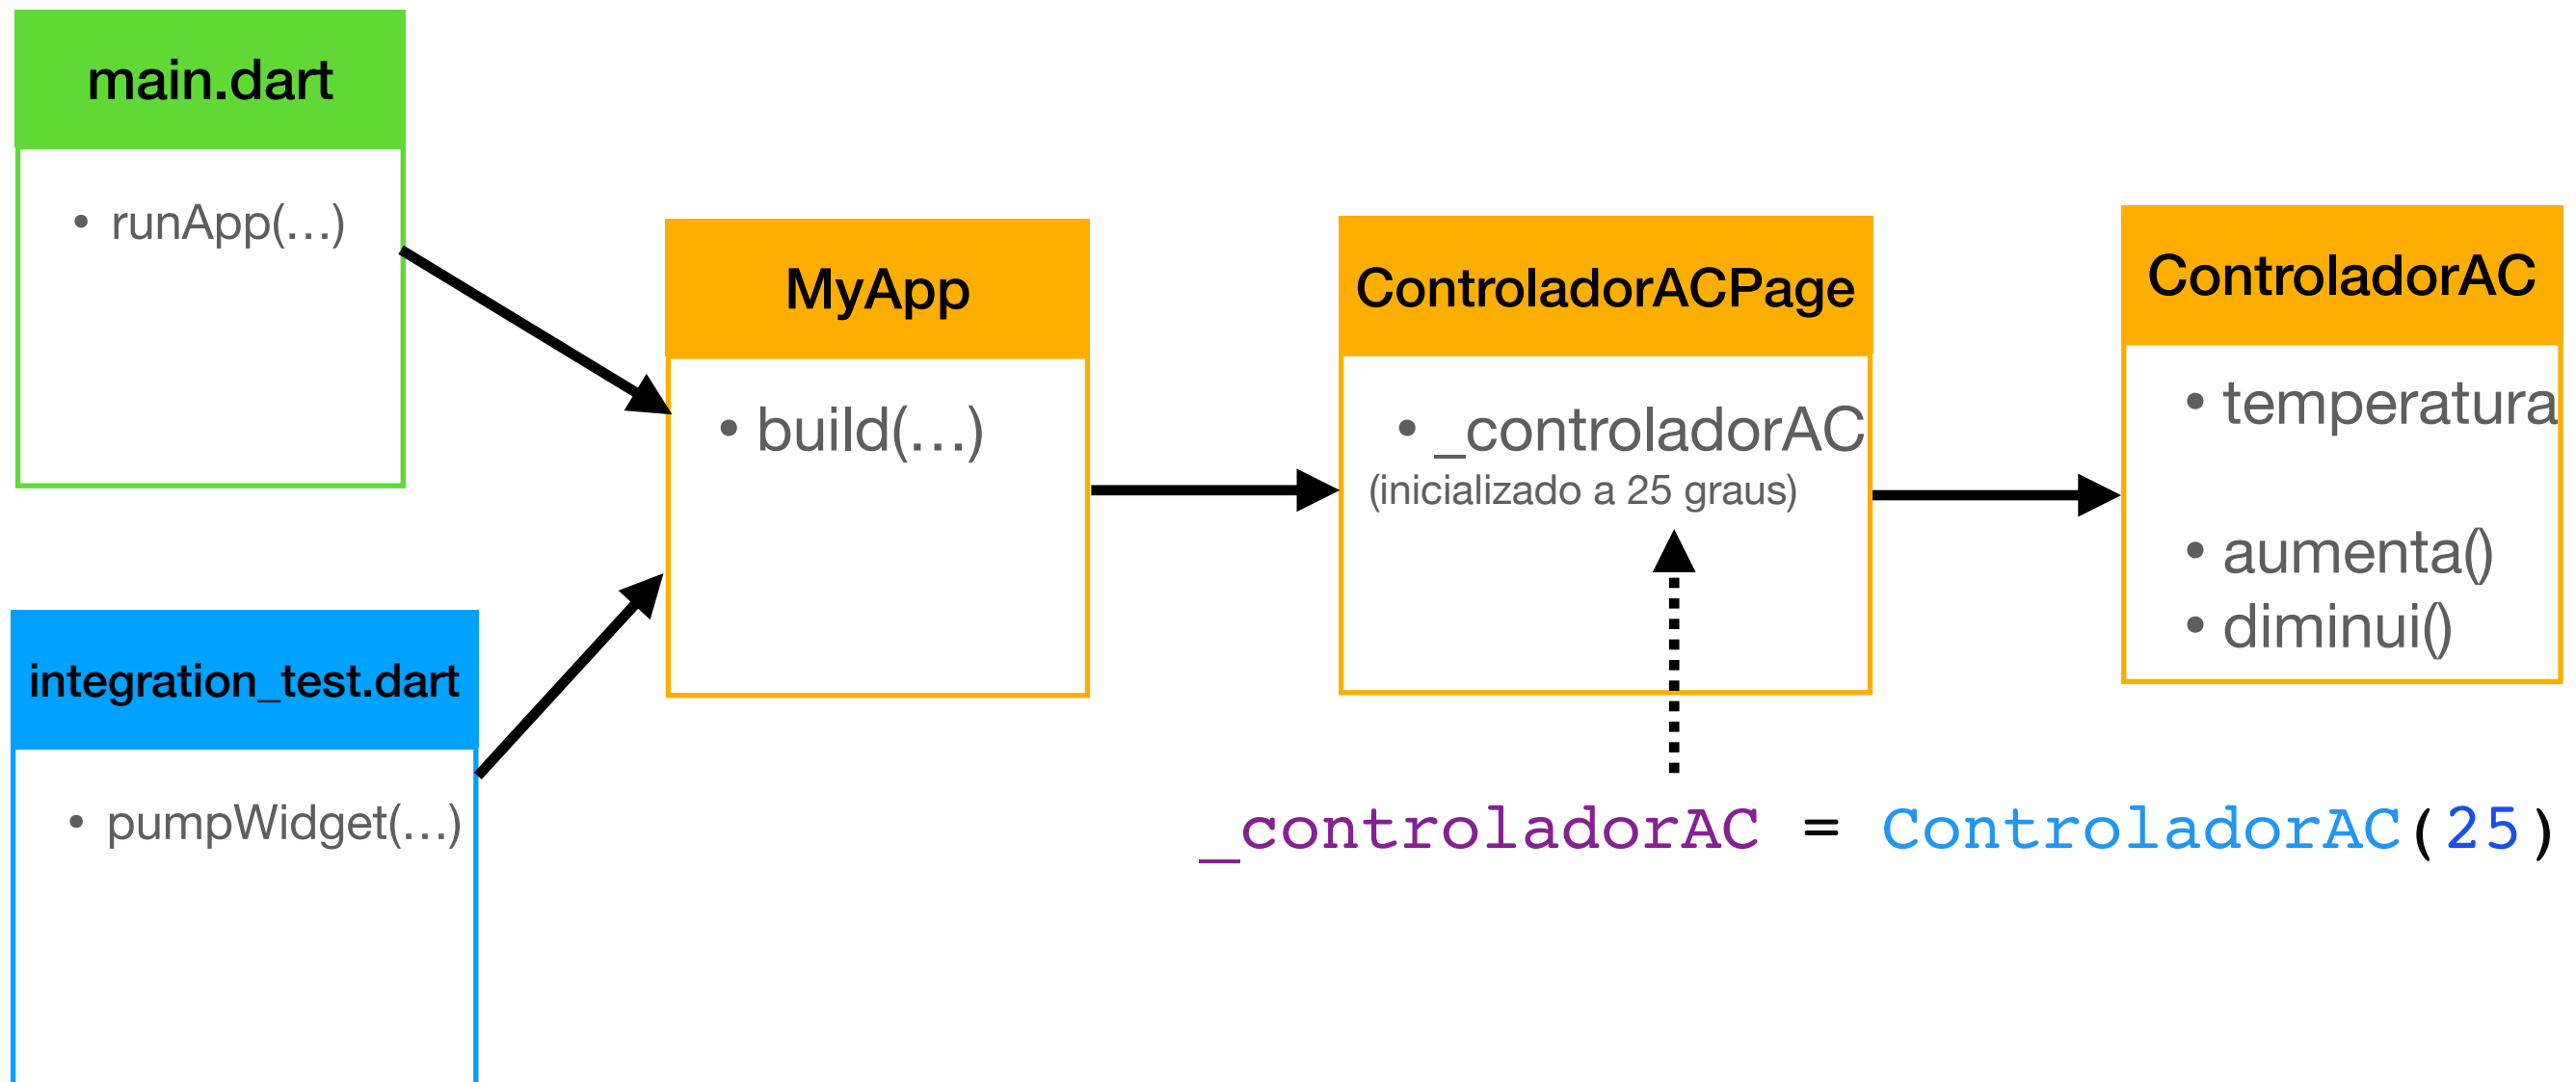 main.dart
• runApp(…)
MyApp
• build(…)
ControladorACPage
• _controladorAC
(inicializado a 25 graus)
ControladorAC
• temperatura
• aumenta()
• diminui()
integration_test.dart
• pumpWidget(…)
_controladorAC = ControladorAC(25)